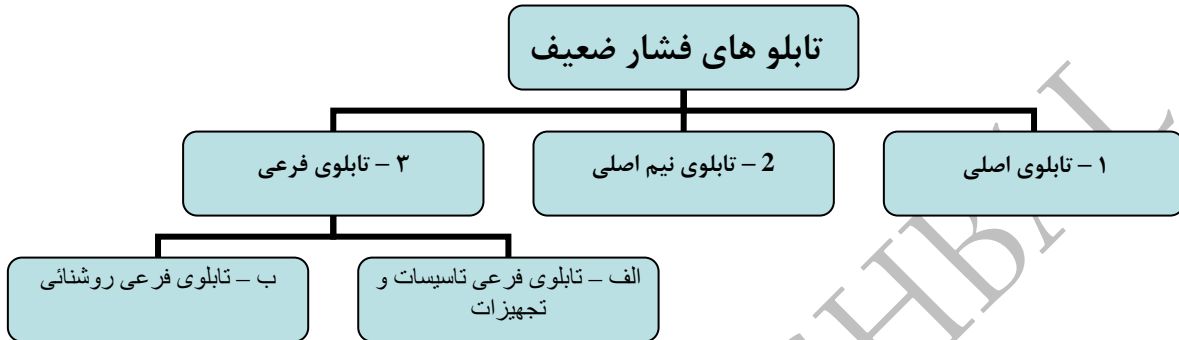 تابلو های فشار ضعیف
۱ – تابلوی اصلی
2 – تابلوی نیم اصلی
۳ – تابلوی فرعی
الف – تابلوی فرعی تاسیسات و
تجهیزات
ب – تابلوی فرعی روشنائی